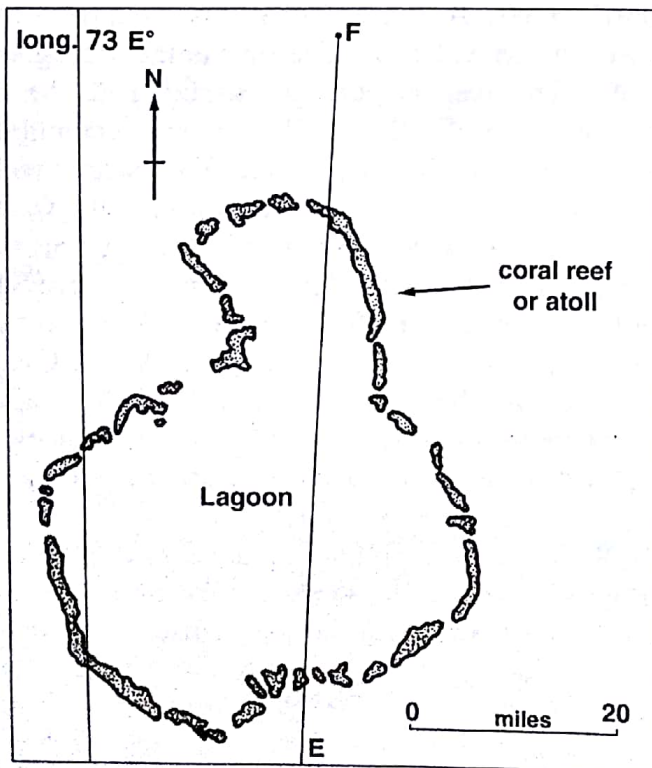 long. 73 E°
F
N
coral reef
or atoll
Lagoon
0 miles 20
E